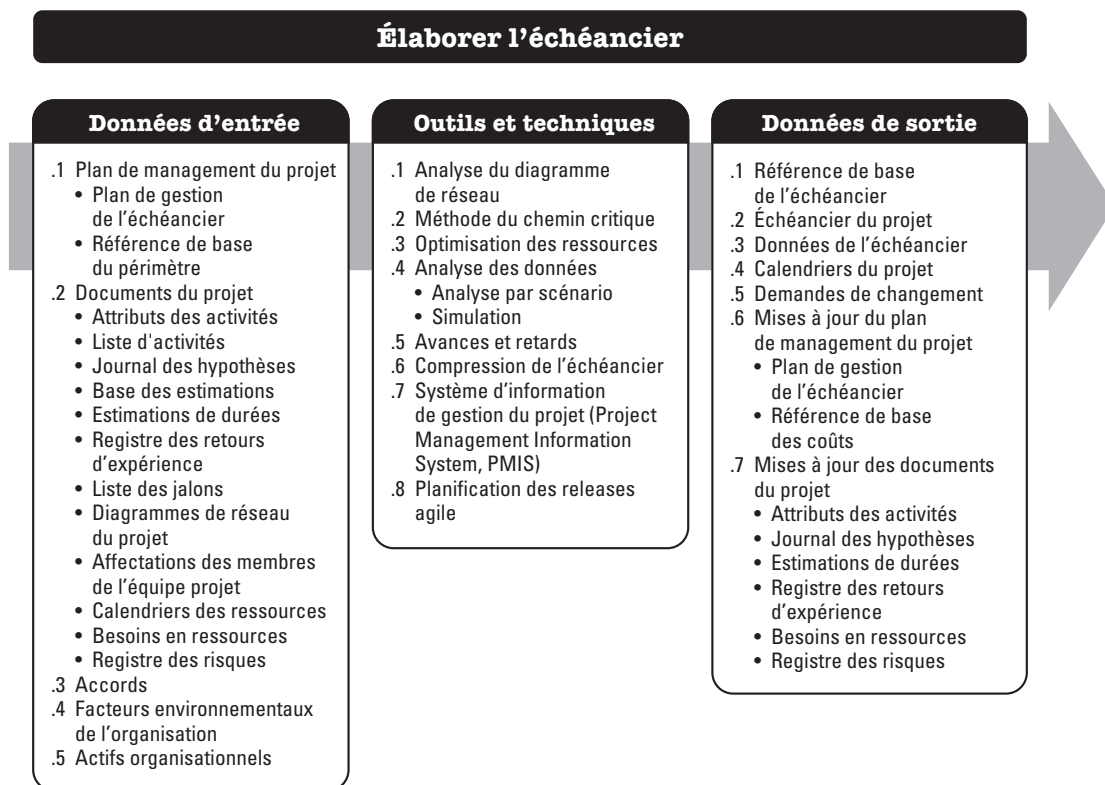 Élaborer l’échéancier
Données d’entrée
.1 Plan de management du projet
• Plan de gestion
de l’échéancier
• Référence de base
du périmètre
.2 Documents du projet
• Attributs des activités
• Liste d'activités
• Journal des hypothèses
• Base des estimations
• Estimations de durées
• Registre des retours
d’expérience
• Liste des jalons
• Diagrammes de réseau
du projet
• Affectations des membres
de l’équipe projet
• Calendriers des ressources
• Besoins en ressources
• Registre des risques
.3 Accords
.4 Facteurs environnementaux
de l’organisation
.5 Actifs organisationnels
Outils et techniques
.1 Analyse du diagramme
de réseau
.2 Méthode du chemin critique
.3 Optimisation des ressources
.4 Analyse des données
• Analyse par scénario
• Simulation
.5 Avances et retards
.6 Compression de l’échéancier
.7 Système d’information
de gestion du projet (Project
Management Information
System, PMIS)
.8 Planification des releases
agile
Données de sortie
.1 Référence de base
de l’échéancier
.2 Échéancier du projet
.3 Données de l’échéancier
.4 Calendriers du projet
.5 Demandes de changement
.6 Mises à jour du plan
de management du projet
• Plan de gestion
de l’échéancier
• Référence de base
des coûts
.7 Mises à jour des documents
du projet
• Attributs des activités
• Journal des hypothèses
• Estimations de durées
• Registre des retours
d’expérience
• Besoins en ressources
• Registre des risques